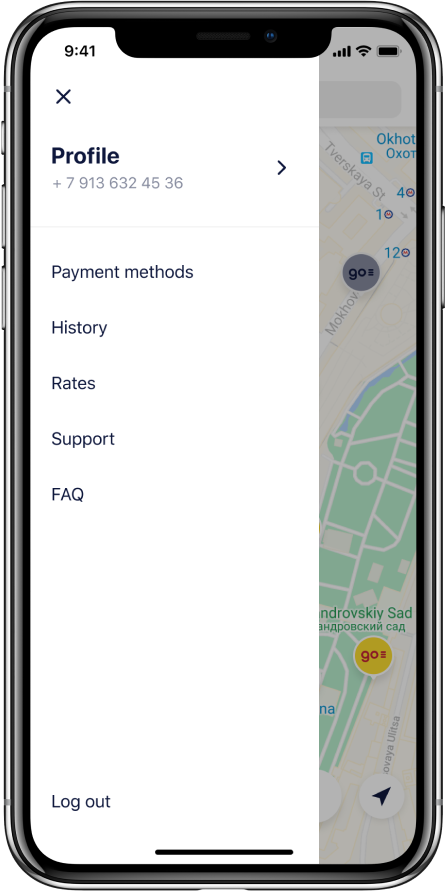 9:41
Profile
+ 7 913 632 45 36
Payment methods
History
Rates
Support
FAQ
Log out
Okhot
Охот
Tverskaya St
4
1
12
go
Mokhov
ndrovskiy Sad
андровский сад
go
na
ovaya Ulitsa